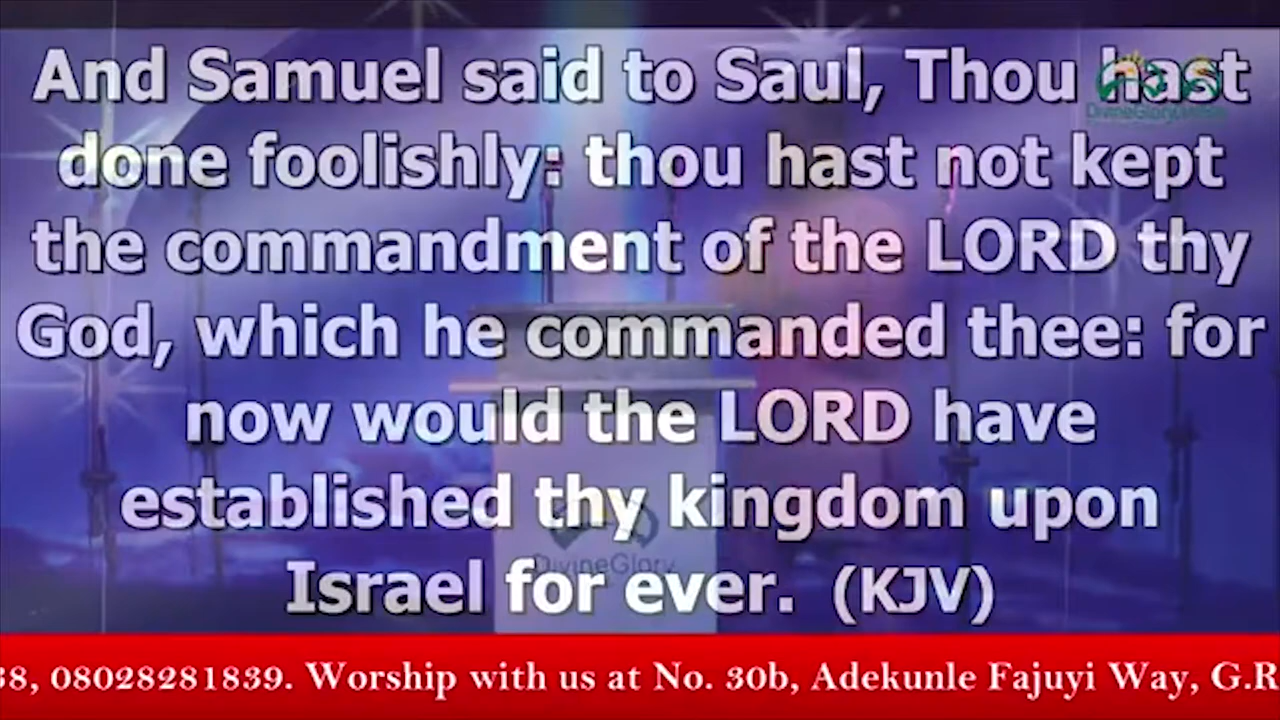 And Samuel said to Saul, Thou hast
done foolishly: thou hast not kept
the commandment of the LORD thy
God, which he commanded thee: for
now would the LORD have
established thy kingdom upon
Israel for ever. (KJV)
DivineGlory
38, 08028281839. Worship with us at No. 30b, Adekunle Fajuyi Way, G.R